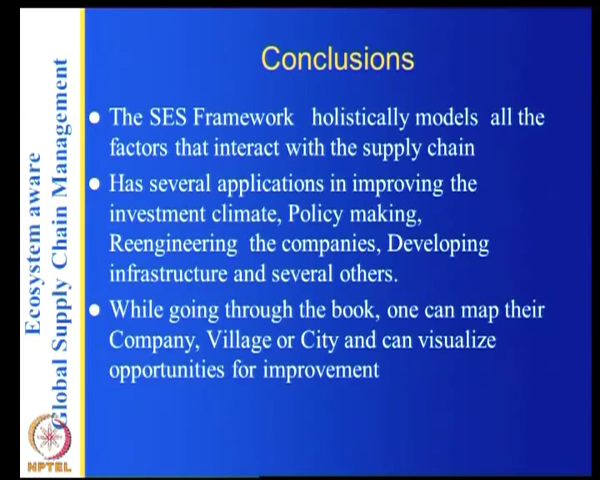 Conclusions
The SES Framework holistically models all the
factors that interact with the supply chain
Has several applications in improving the
investment climate, Policy making,
Reengineering the companies, Developing
infrastructure and several others.
While going through the book, one can map their
Company, Village or City and can visualize
opportunities for improvement
Ecosystem aware
Global Supply Chain Management
NPTEL